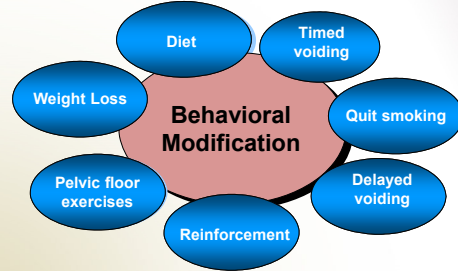 Diet
Timed
voiding
Weight Loss
Behavioral
Modification
Quit smoking
Pelvic floor
exercises
Delayed
voiding
Reinforcement